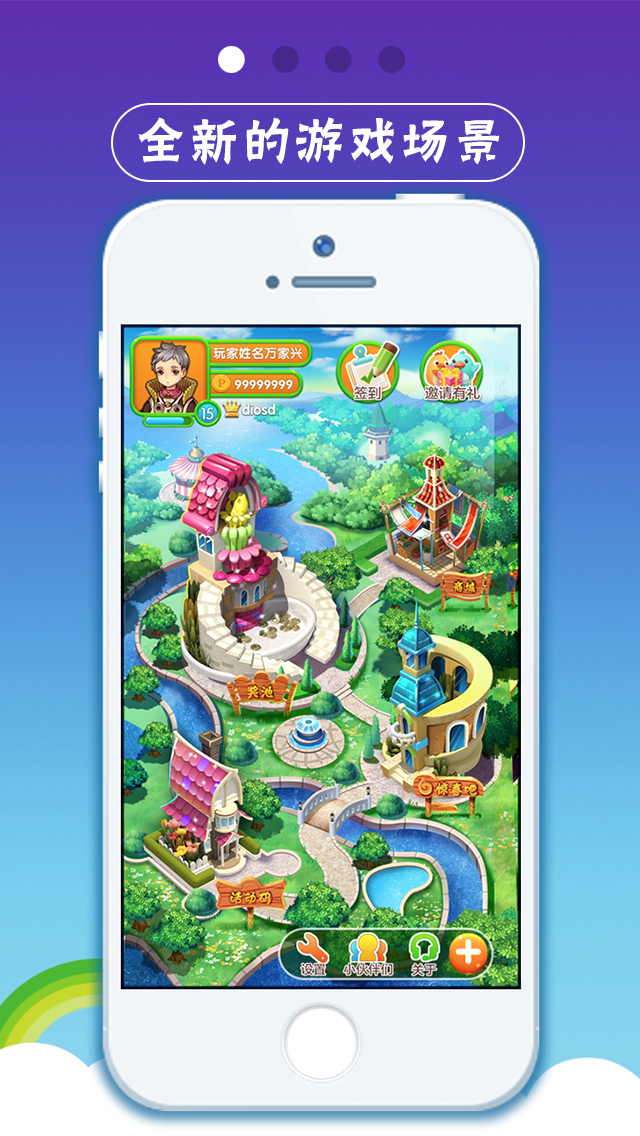 全新的游戏场景
玩家姓名万家兴
P 99999999
15 diosd
签到
邀请有礼
商城
奖池
惊喜吧
活动码
设置
小伙伴们
关于